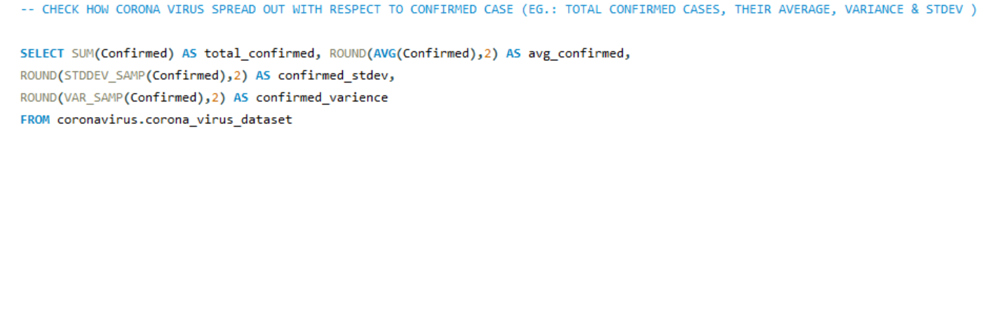 -- CHECK HOW CORONA VIRUS SPREAD OUT WITH RESPECT TO CONFIRMED CASE (EG.: TOTAL CONFIRMED CASES, THEIR AVERAGE, VARIANCE & STDEV )
SELECT SUM(Confirmed) AS total_confirmed, ROUND(AVG(Confirmed),2) AS avg_confirmed,
ROUND(STDDEV_SAMP(Confirmed),2) AS confirmed_stdev,
ROUND(VAR_SAMP(Confirmed),2) AS confirmed_varience
FROM coronavirus.corona_virus_dataset